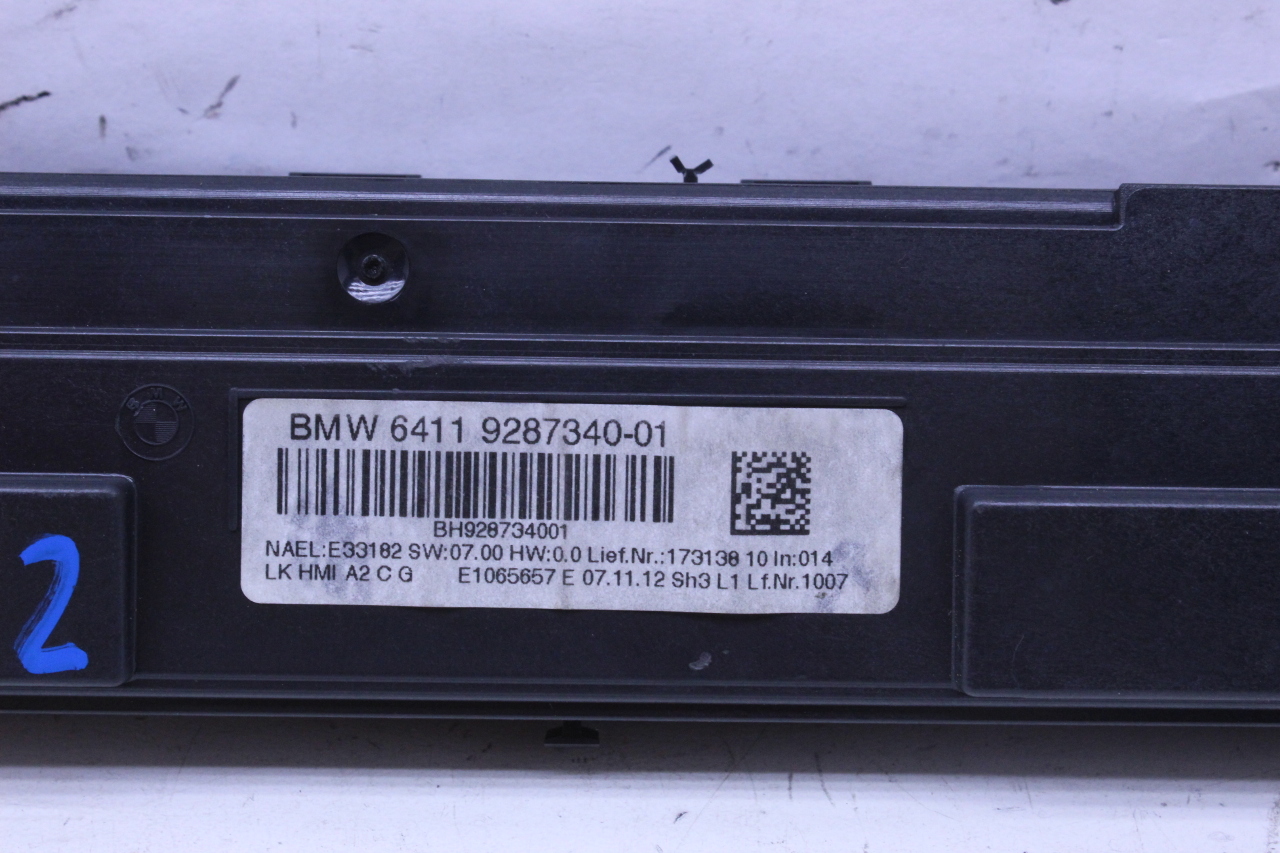 BMW
BMW 6411 9287340-01
BH928734001
NAEL:E33182 SW:07.00 HW:0.0 Lief.Nr.:173138 10 In:014
LK HMI A2 C G E1065657 E 07.11.12 Sh3 L1 Lf.Nr.1007
2